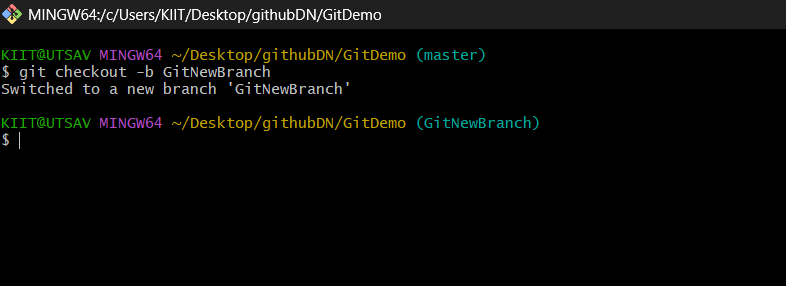 MINGW64:/c/Users/KIIT/Desktop/githubDN/GitDemo
KIIT@UTSAV MINGW64 ~/Desktop/githubDN/GitDemo (master)
$ git checkout -b GitNewBranch
Switched to a new branch 'GitNewBranch'
KIIT@UTSAV MINGW64 ~/Desktop/githubDN/GitDemo (GitNewBranch)
$